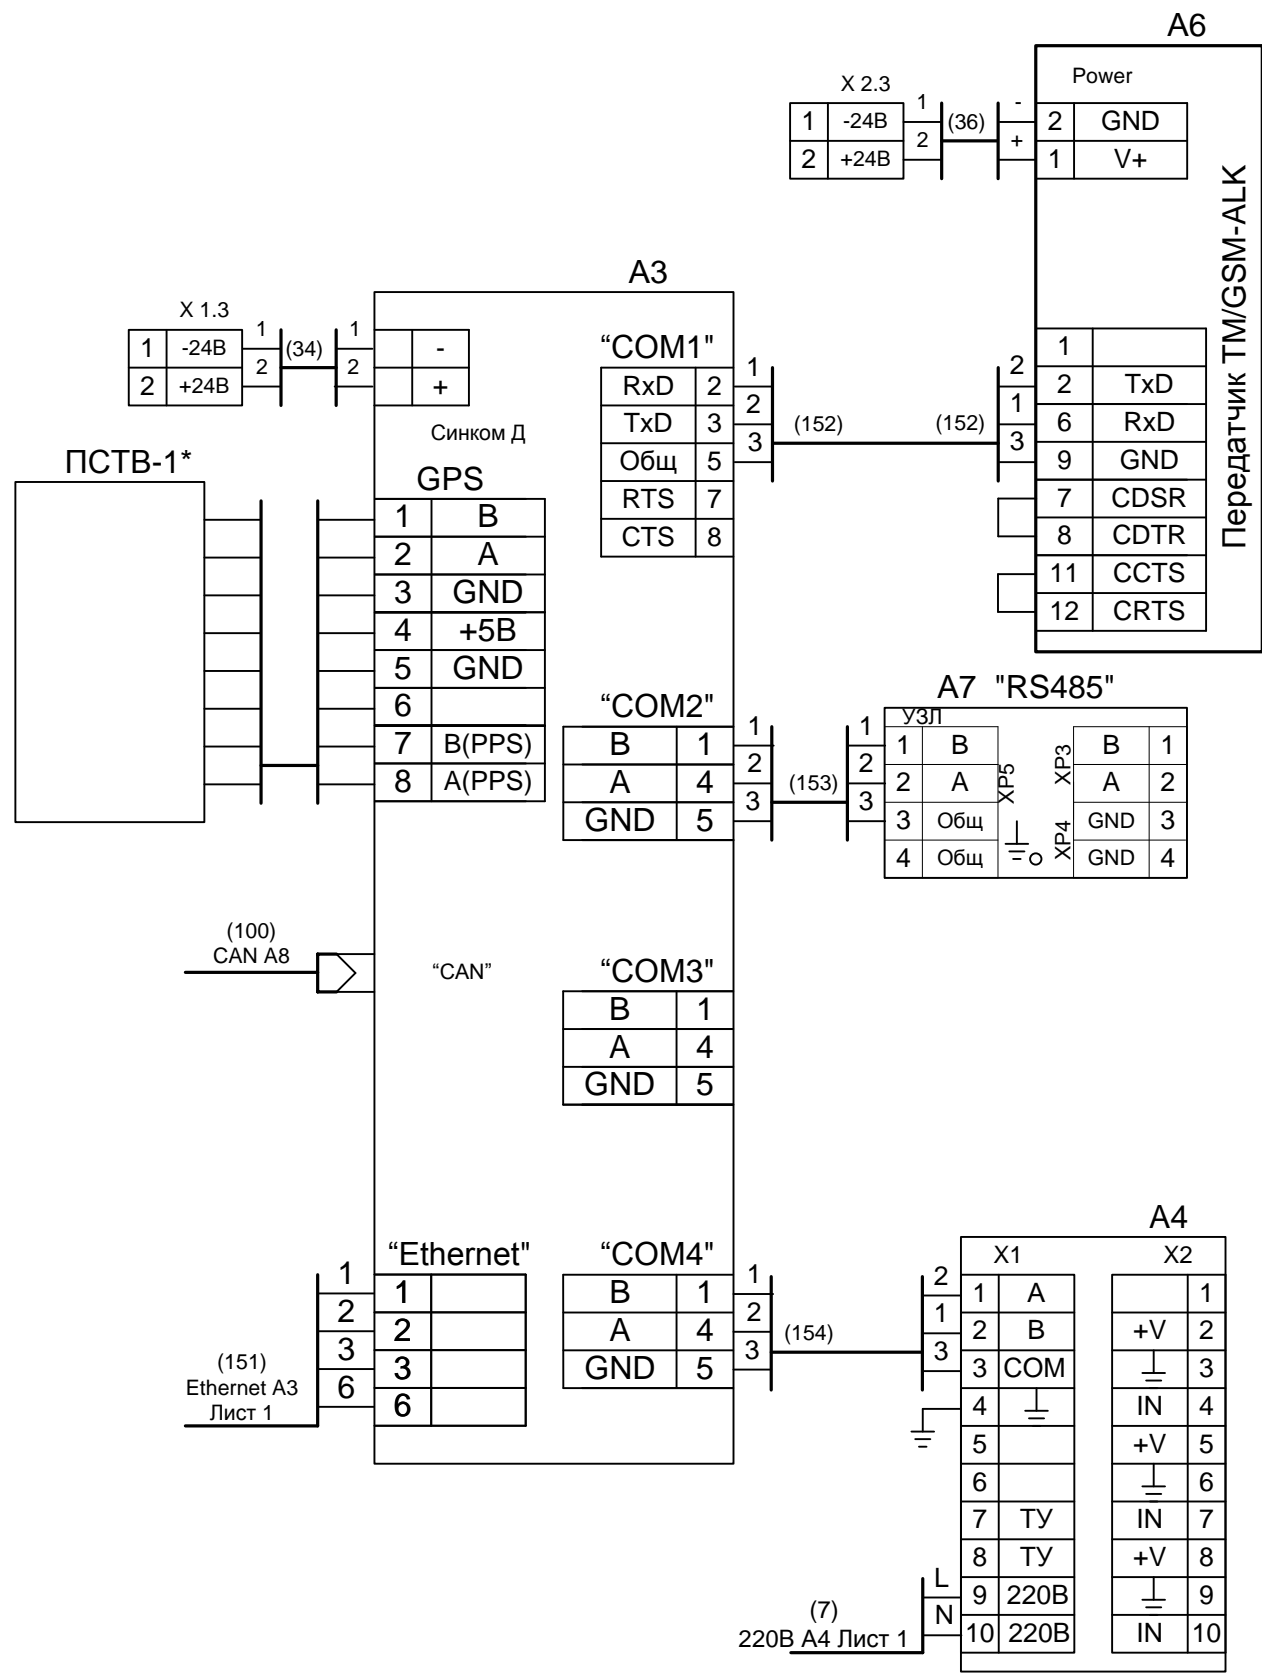 A6
Power
X 2.3
1 -24В 1 (36) - 2 GND
2 +24В 2 + 1 V+
Передатчик TM/GSM-ALK
A3
X 1.3
1 -24В 1 (34) 1 -
2 +24В 2 2 +
Синком Д
“COM1"
RxD 2 1
TxD 3 2
Общ 5 3
RTS 7
CTS 8
(152) (152)
1
2 2 TxD
1 6 RxD
3 9 GND
7 CDSR
8 CDTR
11 CCTS
12 CRTS
ПСТВ-1*
GPS
1 B
2 A
3 GND
4 +5В
5 GND
6
7 B(PPS)
8 A(PPS)
“COM2"
B 1 1
A 4 2
GND 5 3
(153)
A7 "RS485"
УЗЛ
1 1 B
2 2 A
3 3 Общ
4 Общ
XP5
XP3
XP4
B 1
A 2
GND 3
GND 4
(100)
CAN A8
“CAN”
“COM3"
B 1
A 4
GND 5
“Ethernet"
1 1
2 2
3 3
6 6
(151)
Ethernet A3
Лист 1
“COM4"
B 1 1
A 4 2
GND 5 3
(154)
A4
X1
2 1 A
1 2 B
3 3 COM
4
5
6
7 ТУ
8 ТУ
L 9 220В
N 10 220В
X2
1
+V 2
3
IN 4
+V 5
6
IN 7
+V 8
9
IN 10
(7)
220В A4 Лист 1